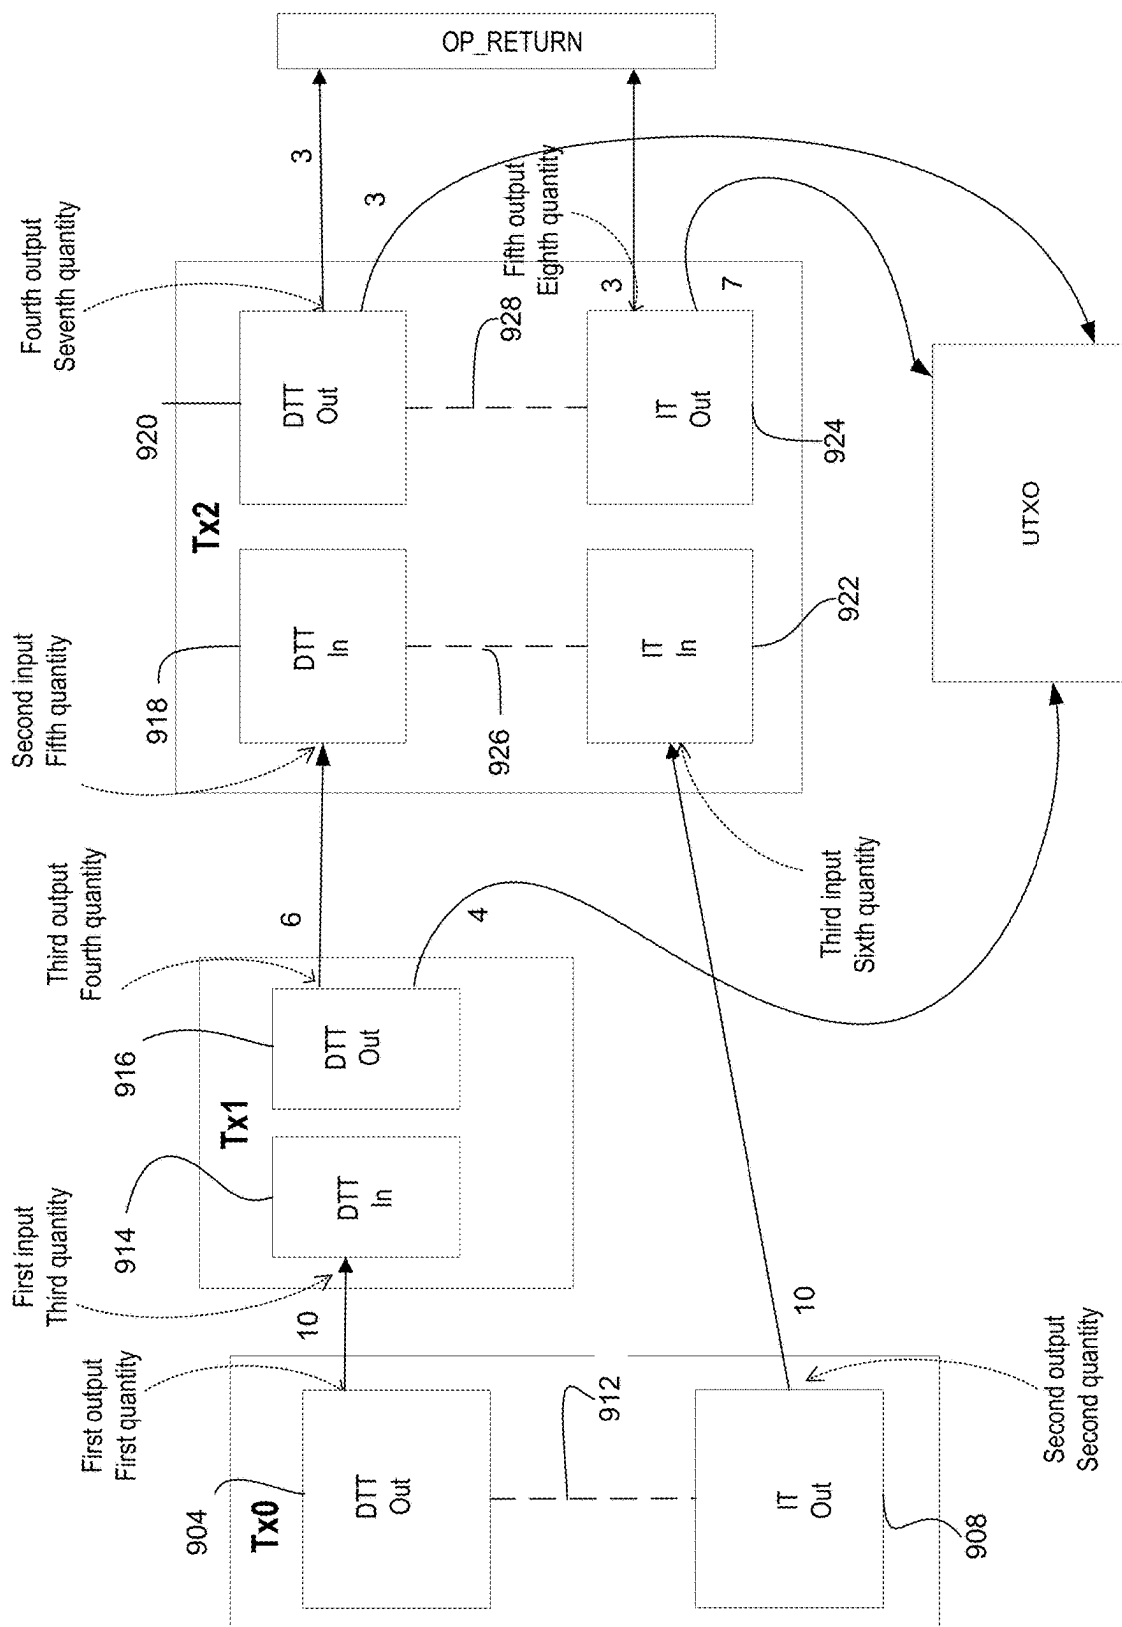 OP_RETURN
3
3
Fourth output
Seventh quantity
Fifth output
Eighth quantity
3
7
920
DTT
Out
928
IT
Out
924
Tx2
UTXO
Second input
Fifth quantity
918
DTT
In
926
IT
In
922
Third output
Fourth quantity
6
4
Third input
Sixth quantity
916
DTT
Out
Tx1
914
DTT
In
First input
Third quantity
10
10
First output
First quantity
912
Second output
Second quantity
904
Tx0
DTT
Out
IT
Out
908